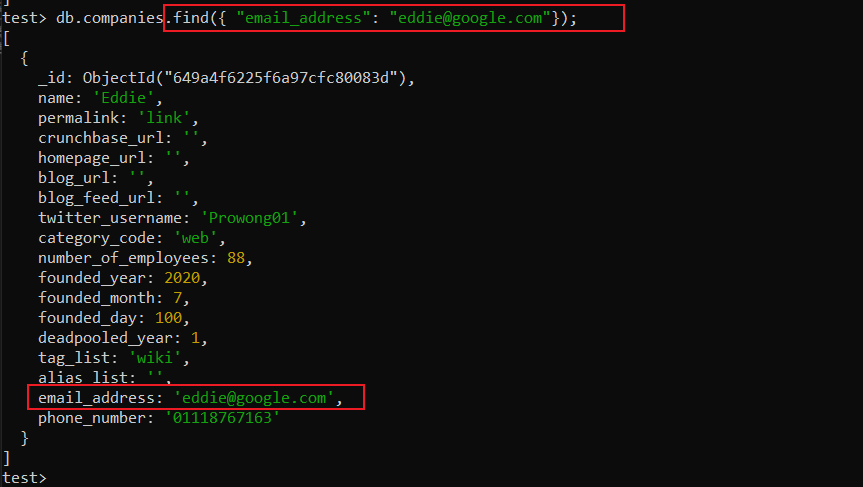 ]
test> db.companies.find({ "email_address": "eddie@google.com"});
[
  {
    _id: ObjectId("649a4f6225f6a97cfc80083d"),
    name: 'Eddie',
    permalink: 'link',
    crunchbase_url: '',
    homepage_url: '',
    blog_url: '',
    blog_feed_url: '',
    twitter_username: 'Prowong01',
    category_code: 'web',
    number_of_employees: 88,
    founded_year: 2020,
    founded_month: 7,
    founded_day: 100,
    deadpooled_year: 1,
    tag_list: 'wiki',
    alias_list: '',
    email_address: 'eddie@google.com',
    phone_number: '01118767163'
  }
]
test>